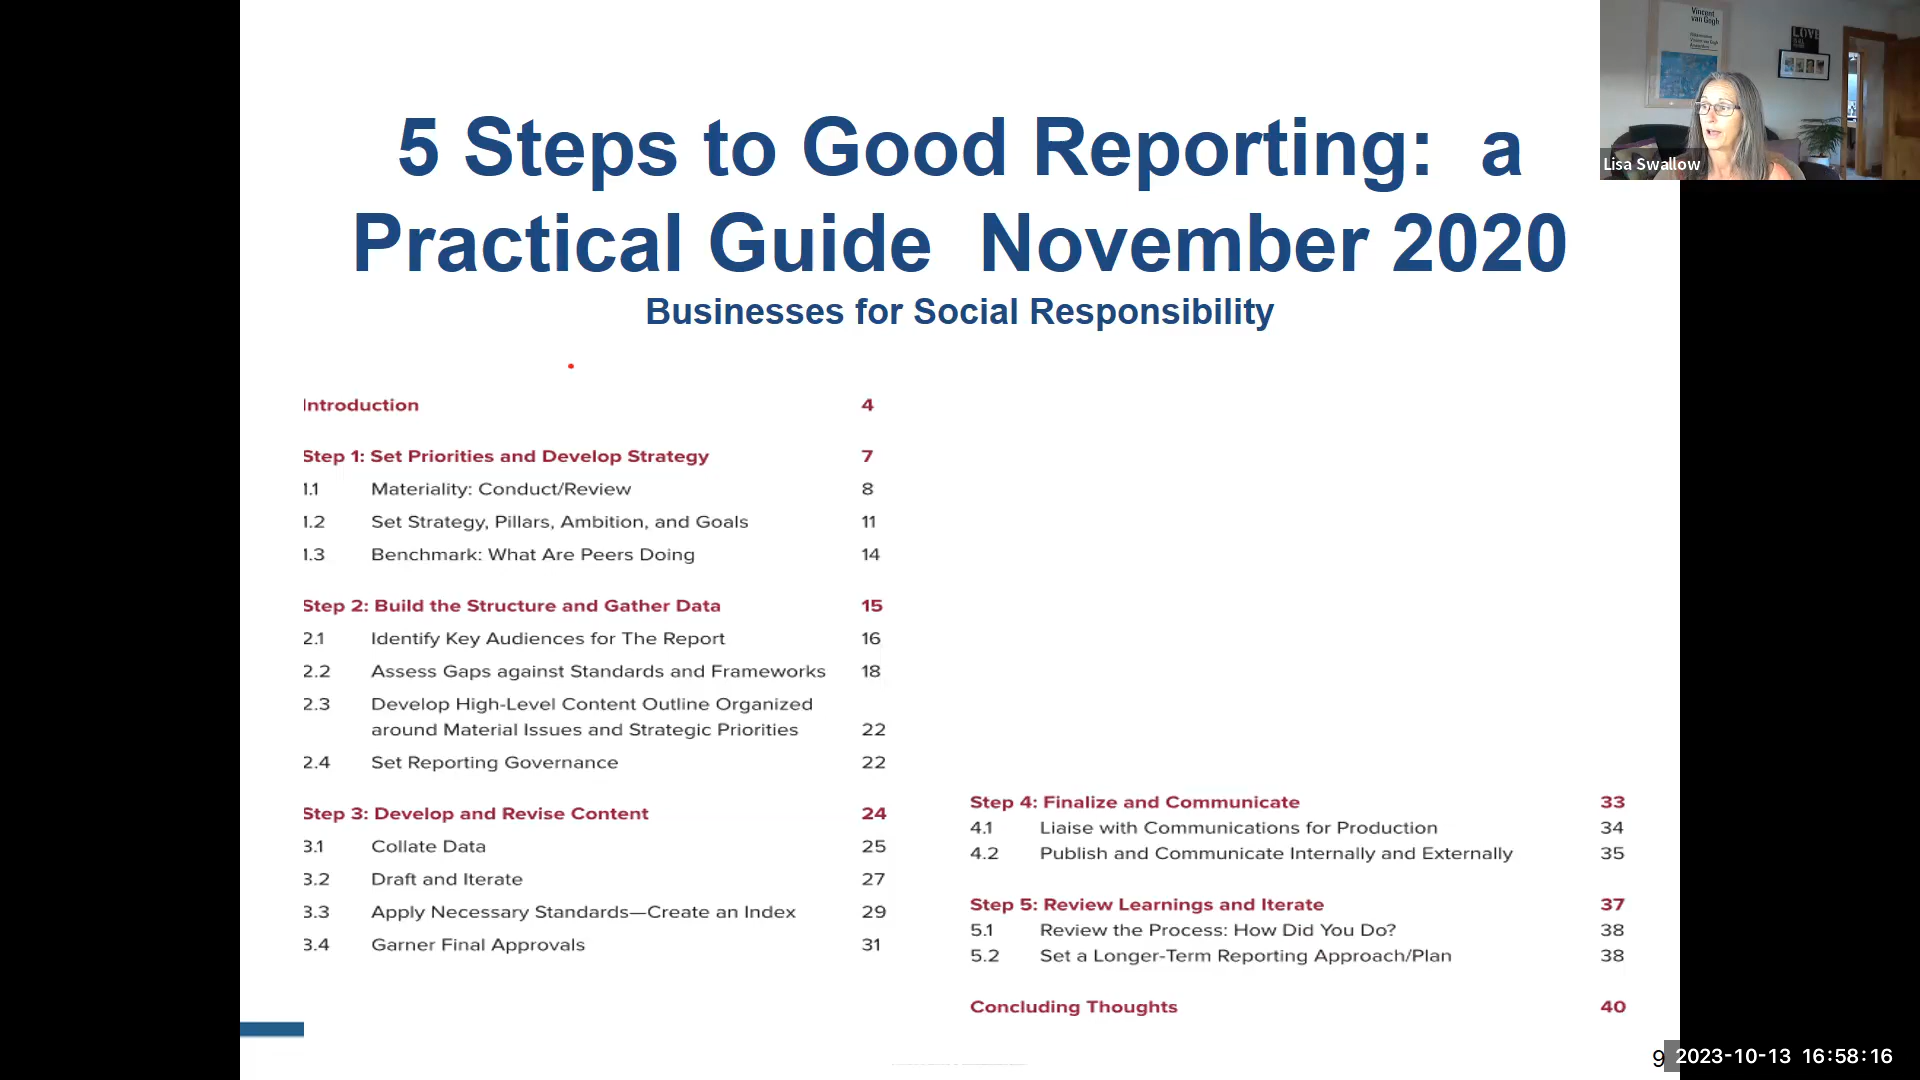 5 Steps to Good Reporting: a
Practical Guide November 2020
Businesses for Social Responsibility
Introduction 4
Step 1: Set Priorities and Develop Strategy 7
1.1 Materiality: Conduct/Review 8
1.2 Set Strategy, Pillars, Ambition, and Goals 11
1.3 Benchmark: What Are Peers Doing 14
Step 2: Build the Structure and Gather Data 15
2.1 Identify Key Audiences for The Report 16
2.2 Assess Gaps against Standards and Frameworks 18
2.3 Develop High-Level Content Outline Organized
around Material Issues and Strategic Priorities 22
2.4 Set Reporting Governance 22
Step 3: Develop and Revise Content 24
3.1 Collate Data 25
3.2 Draft and Iterate 27
3.3 Apply Necessary Standards—Create an Index 29
3.4 Garner Final Approvals 31
Step 4: Finalize and Communicate 33
4.1 Liaise with Communications for Production 34
4.2 Publish and Communicate Internally and Externally 35
Step 5: Review Learnings and Iterate 37
5.1 Review the Process: How Did You Do? 38
5.2 Set a Longer-Term Reporting Approach/Plan 38
Concluding Thoughts 40
9
Vincent
van Gogh
LOVE
Lisa Swallow
2023-10-13 16:58:16